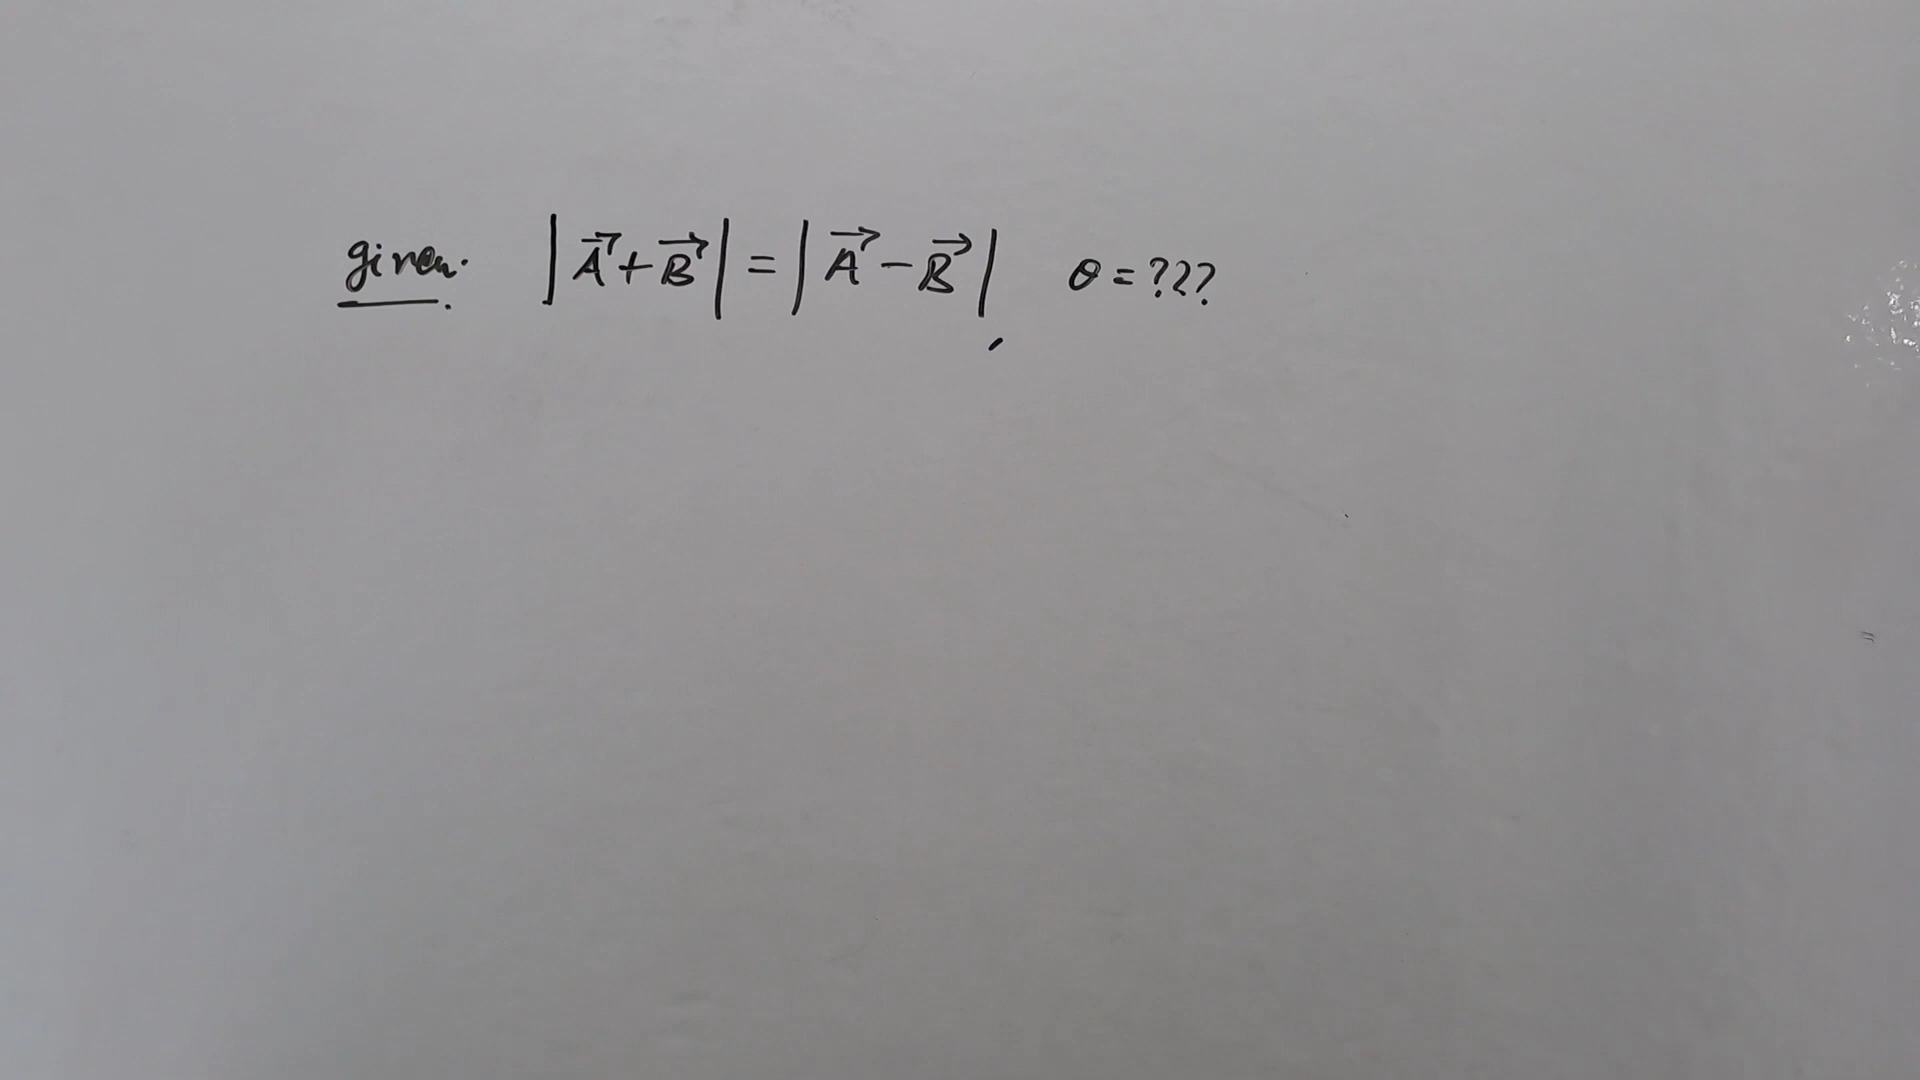 given. |A⃗+B⃗| = |A⃗-B⃗| θ = ???